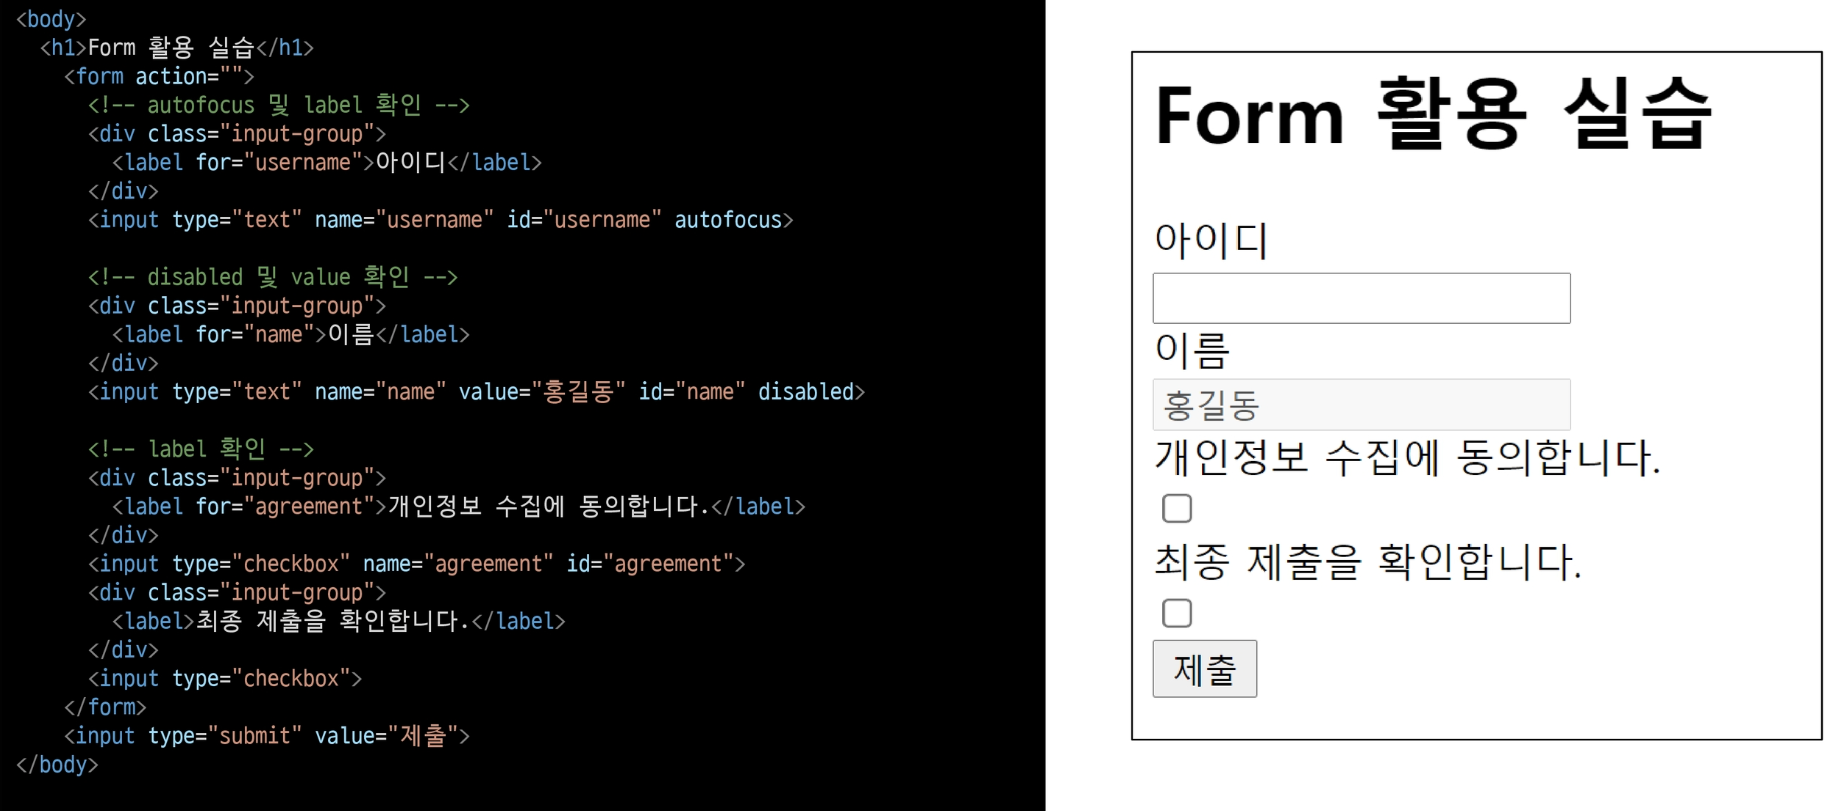 <body>
<h1>Form 활용 실습</h1>
<form action="">
<!-- autofocus 및 label 확인 -->
<div class="input-group">
<label for="username">아이디</label>
</div>
<input type="text" name="username" id="username" autofocus>
<!-- disabled 및 value 확인 -->
<div class="input-group">
<label for="name">이름</label>
</div>
<input type="text" name="name" value="홍길동" id="name" disabled>
<!-- label 확인 -->
<div class="input-group">
<label for="agreement">개인정보 수집에 동의합니다.</label>
</div>
<input type="checkbox" name="agreement" id="agreement">
<div class="input-group">
<label>최종 제출을 확인합니다.</label>
</div>
<input type="checkbox">
</form>
<input type="submit" value="제출">
</body>
Form 활용 실습
아이디
이름
홍길동
개인정보 수집에 동의합니다.
최종 제출을 확인합니다.
제출